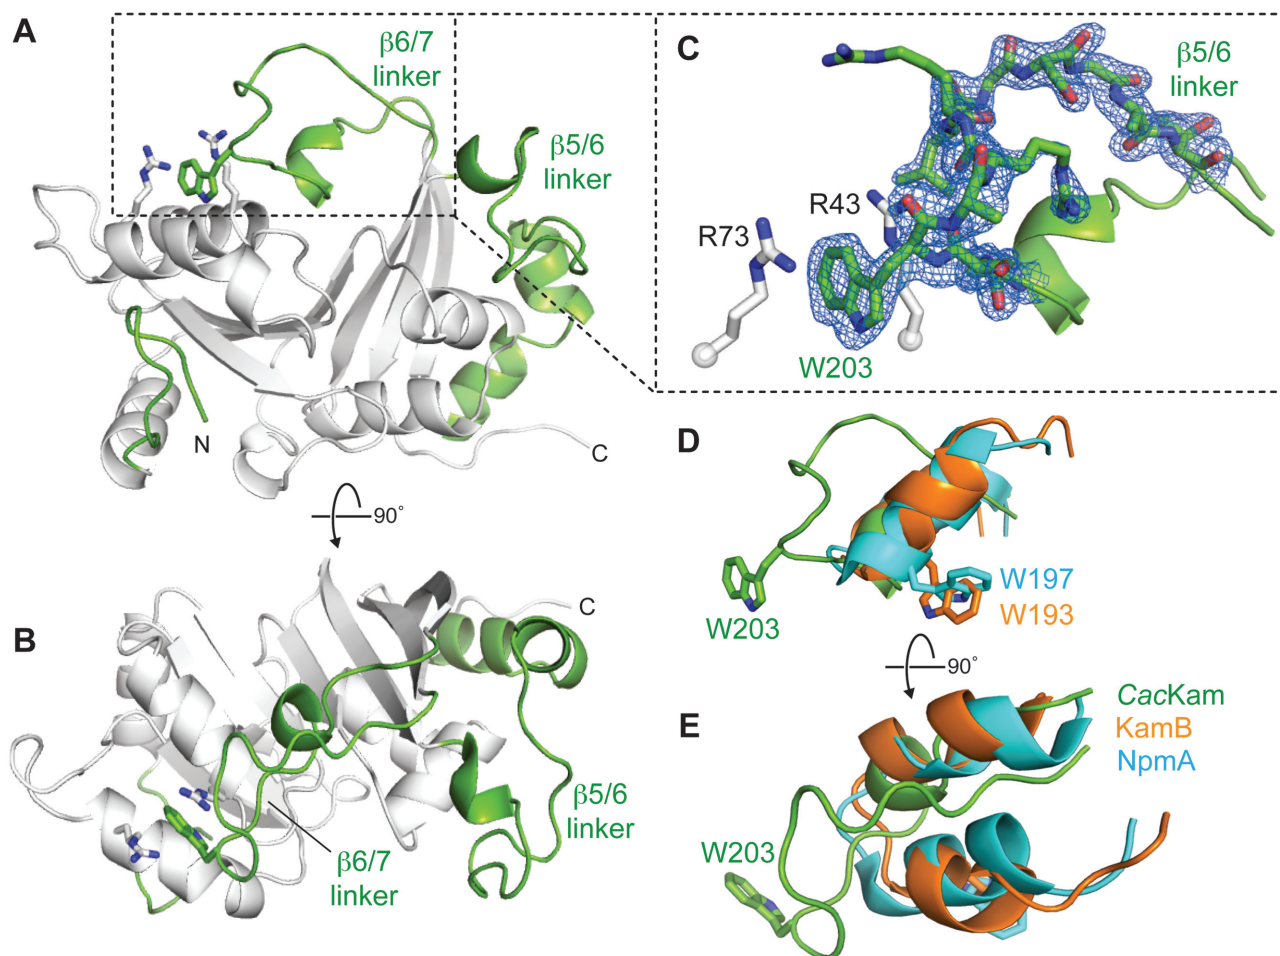 A
β6/7
linker
β5/6
linker
N
C
90°
C
β5/6
linker
R43
R73
W203
B
C
β5/6
linker
β6/7
linker
D
W197
W193
W203
90°
E
CacKam
KamB
NpmA
W203